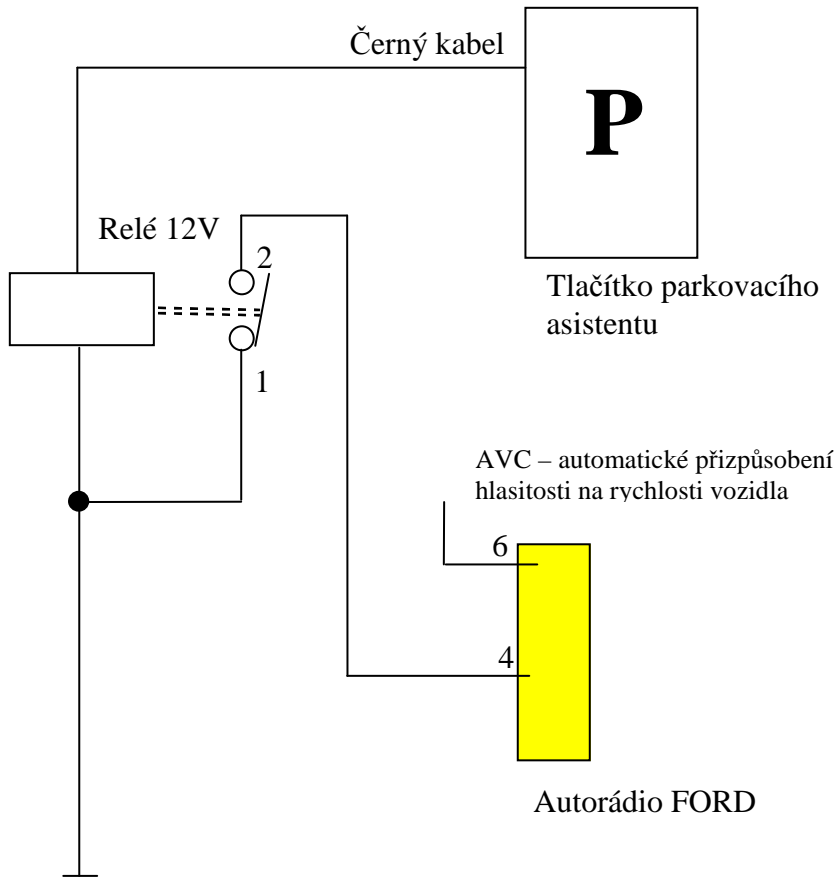 Černý kabel
P
Relé 12V
2
Tlačítko parkovacího
asistentu
1
AVC – automatické přizpůsobení
hlasitosti na rychlosti vozidla
6
4
Autorádio FORD